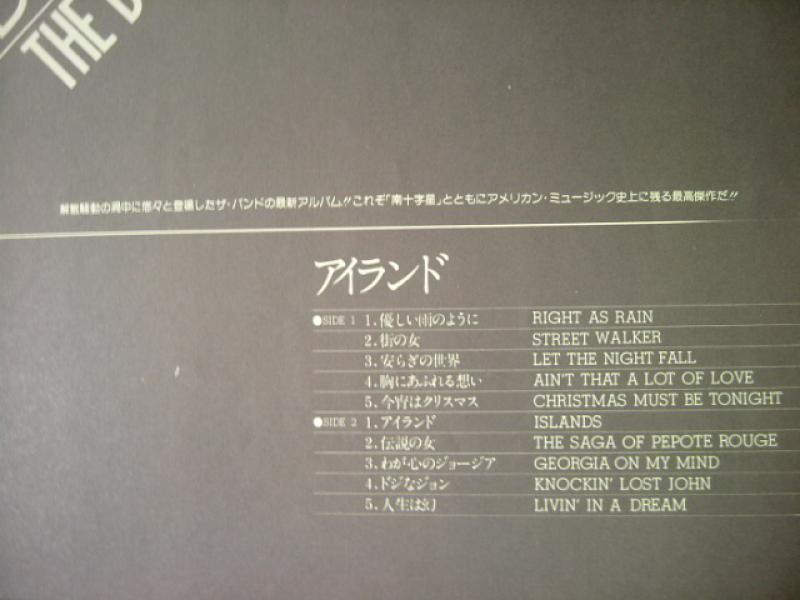 THE
解散騒動の渦中に悠々と登場したザ・バンドの最新アルバム!!これぞ「南十字星」とともにアメリカン・ミュージック史上に残る最高傑作だ!!
アイランド
●SIDE 1 1. 優しい雨のように RIGHT AS RAIN
2. 街の女 STREET WALKER
3. 安らぎの世界 LET THE NIGHT FALL
4. 胸にあふれる想い AIN'T THAT A LOT OF LOVE
5. 今宵はクリスマス CHRISTMAS MUST BE TONIGHT
●SIDE 2 1. アイランド ISLANDS
2. 伝説の女 THE SAGA OF PEPOTE ROUGE
3. わが心のジョージア GEORGIA ON MY MIND
4. ドジなジョン KNOCKIN' LOST JOHN
5. 人生は幻 LIVIN' IN A DREAM